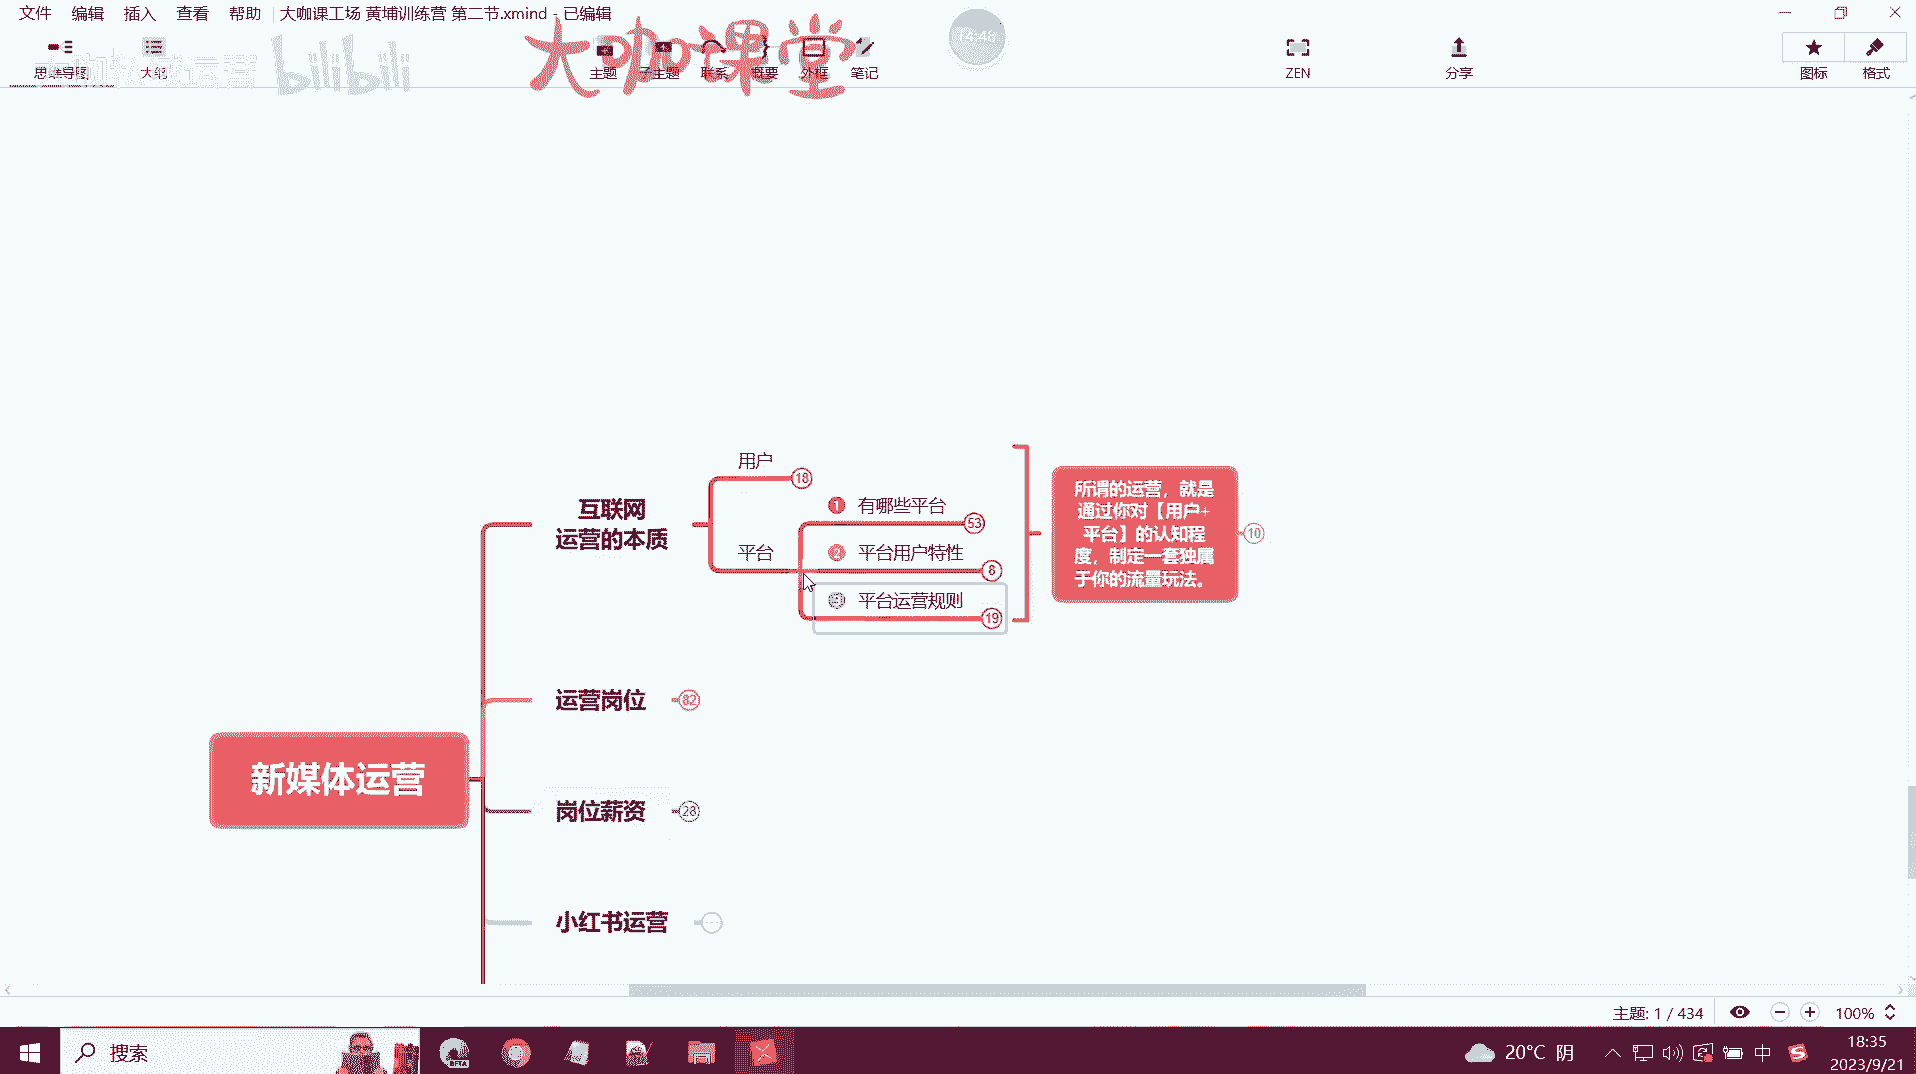 文件 编辑 插入 查看 帮助 大咖课工场 黄埔训练营 第二节.xmind - 已编辑
大咖课堂
14:48
思维导图 大纲 主题 子主题 联系 概要 外框 笔记 ZEN 分享 图标 格式
bilibili
用户 18
互联网
运营的本质
平台
1 有哪些平台 53
2 平台用户特性 8
3 平台运营规则 19
所谓的运营，就是
通过你对【用户+
平台】的认知程
度，制定一套独属
于你的流量玩法。
10
运营岗位 82
新媒体运营
岗位薪资 28
小红书运营
主题: 1 / 434 100%
搜索
BETA
20°C 阴
中
18:35
2023/9/21